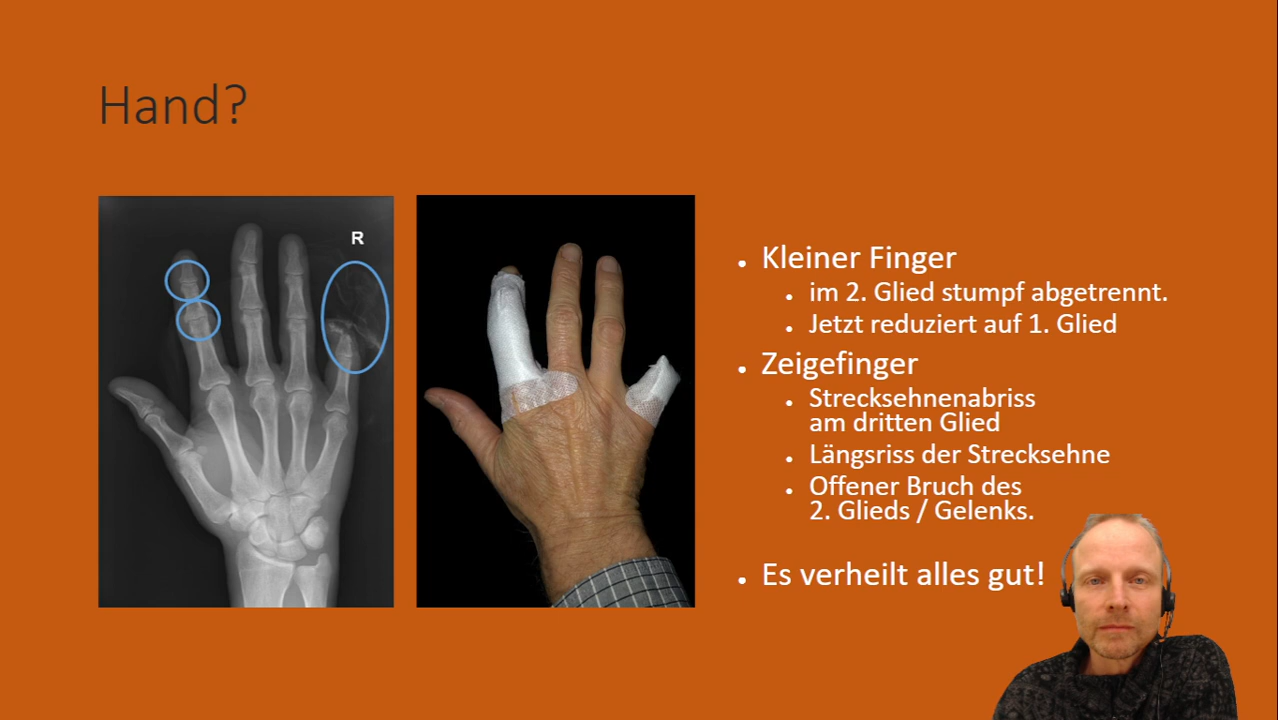 Hand?
R
• Kleiner Finger
• im 2. Glied stumpf abgetrennt.
• Jetzt reduziert auf 1. Glied
• Zeigefinger
• Strecksehnenabriss
am dritten Glied
• Längsriss der Strecksehne
• Offener Bruch des
2. Glieds / Gelenks.
• Es verheilt alles gut!